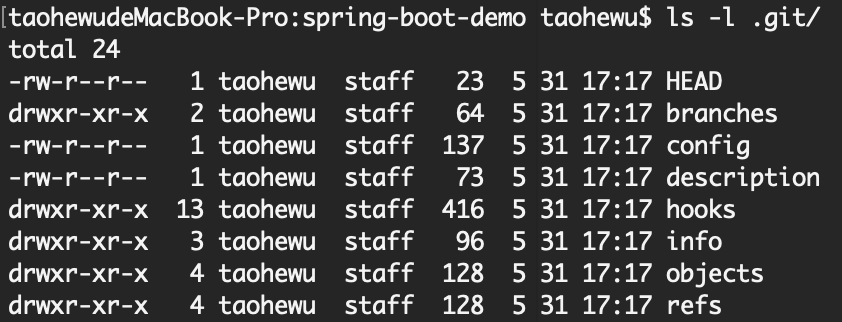 [taohewudeMacBook-Pro:spring-boot-demo taohewu$ ls -l .git/
total 24
-rw-r--r--   1 taohewu  staff   23  5 31 17:17 HEAD
drwxr-xr-x   2 taohewu  staff   64  5 31 17:17 branches
-rw-r--r--   1 taohewu  staff  137  5 31 17:17 config
-rw-r--r--   1 taohewu  staff   73  5 31 17:17 description
drwxr-xr-x  13 taohewu  staff  416  5 31 17:17 hooks
drwxr-xr-x   3 taohewu  staff   96  5 31 17:17 info
drwxr-xr-x   4 taohewu  staff  128  5 31 17:17 objects
drwxr-xr-x   4 taohewu  staff  128  5 31 17:17 refs